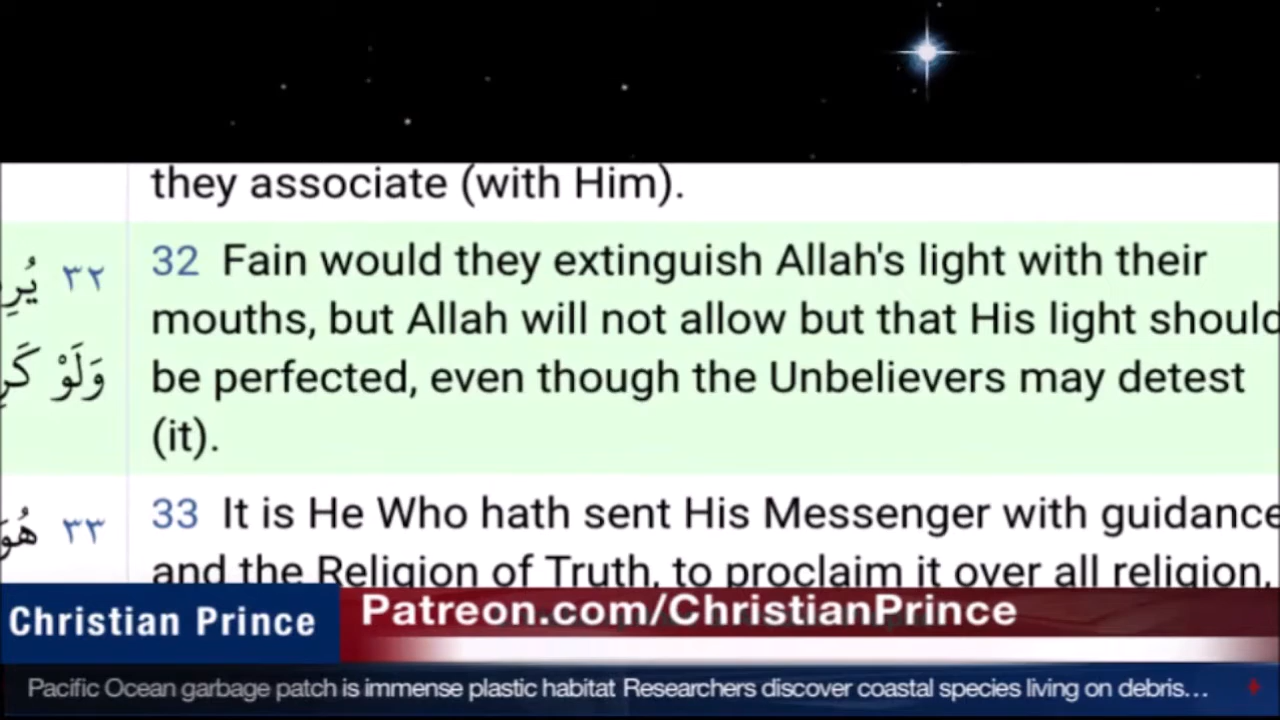 they associate (with Him).
٣٢
32 Fain would they extinguish Allah's light with their
mouths, but Allah will not allow but that His light should
وَلَوْ
be perfected, even though the Unbelievers may detest
(it).
٣٣
33 It is He Who hath sent His Messenger with guidance
and the Religion of Truth, to proclaim it over all religion,
Christian Prince
Patreon.com/ChristianPrince
Pacific Ocean garbage patch is immense plastic habitat Researchers discover coastal species living on debris...